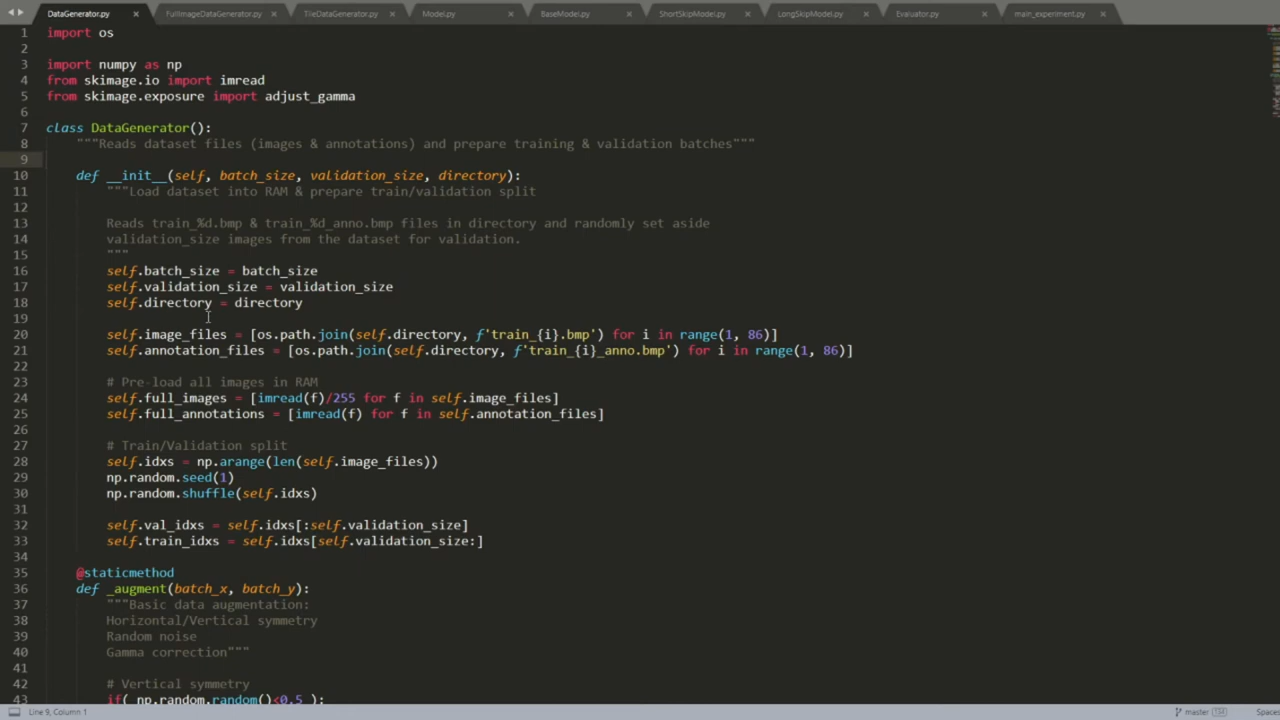 DataGenerator.py × FullImageDataGenerator.py × TileDataGenerator.py × Model.py × BaseModel.py × ShortSkipModel.py × LongSkipModel.py × Evaluator.py × main_experiment.py ×
1 import os
2
3 import numpy as np
4 from skimage.io import imread
5 from skimage.exposure import adjust_gamma
6
7 class DataGenerator():
8 """Reads dataset files (images & annotations) and prepare training & validation batches"""
9
10 def __init__(self, batch_size, validation_size, directory):
11 """Load dataset into RAM & prepare train/validation split
12
13 Reads train_%d.bmp & train_%d_anno.bmp files in directory and randomly set aside
14 validation_size images from the dataset for validation.
15 """
16 self.batch_size = batch_size
17 self.validation_size = validation_size
18 self.directory = directory
19
20 self.image_files = [os.path.join(self.directory, f'train_{i}.bmp') for i in range(1, 86)]
21 self.annotation_files = [os.path.join(self.directory, f'train_{i}_anno.bmp') for i in range(1, 86)]
22
23 # Pre-load all images in RAM
24 self.full_images = [imread(f)/255 for f in self.image_files]
25 self.full_annotations = [imread(f) for f in self.annotation_files]
26
27 # Train/Validation split
28 self.idxs = np.arange(len(self.image_files))
29 np.random.seed(1)
30 np.random.shuffle(self.idxs)
31
32 self.val_idxs = self.idxs[:self.validation_size]
33 self.train_idxs = self.idxs[self.validation_size:]
34
35 @staticmethod
36 def _augment(batch_x, batch_y):
37 """Basic data augmentation:
38 Horizontal/Vertical symmetry
39 Random noise
40 Gamma correction"""
41
42 # Vertical symmetry
43 if( np.random.random()<0.5 ):
Line 9, Column 1 master Spaces